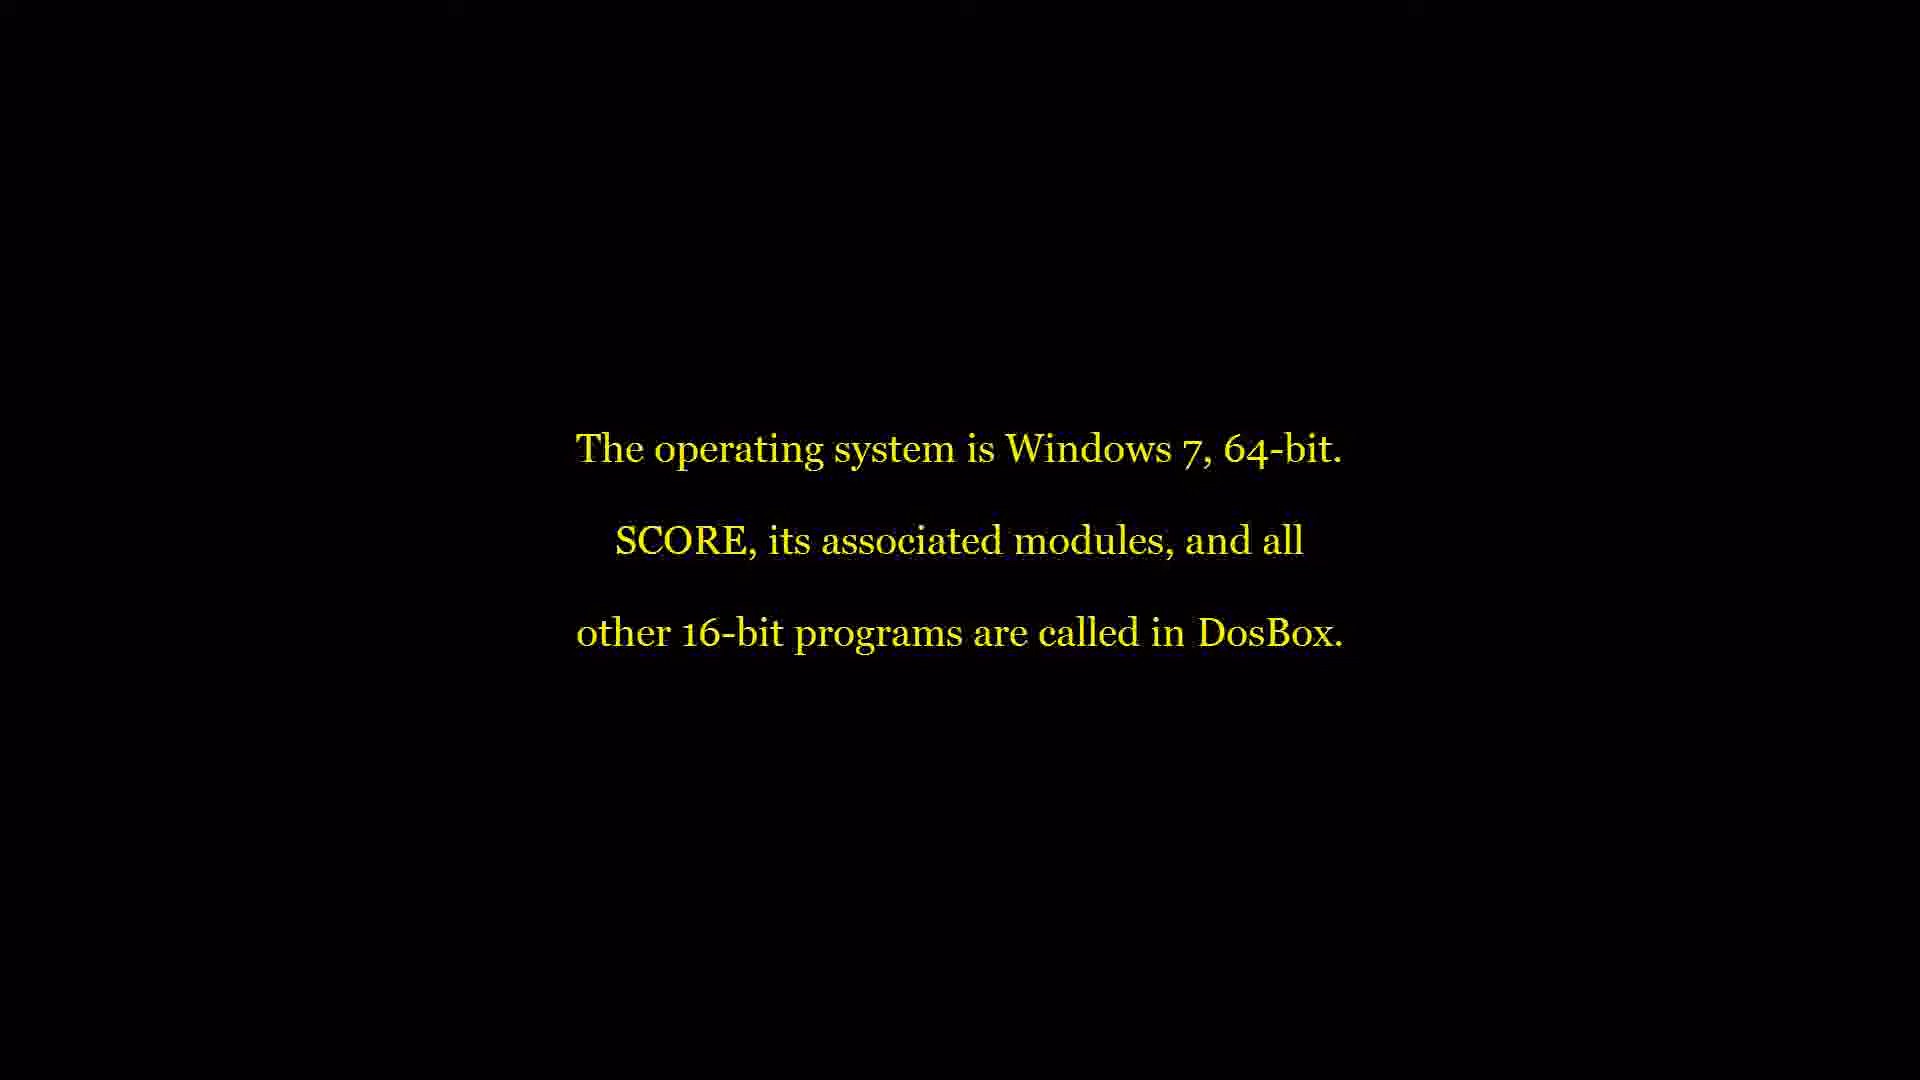 The operating system is Windows 7, 64-bit.
SCORE, its associated modules, and all
other 16-bit programs are called in DosBox.